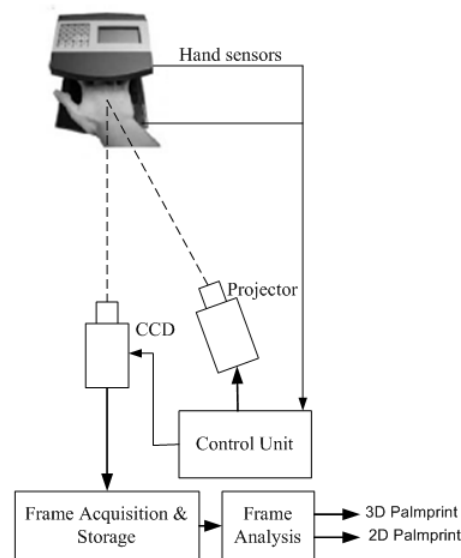 Hand sensors
Projector
CCD
Control Unit
Frame Acquisition &
Storage
Frame
Analysis
3D Palmprint
2D Palmprint